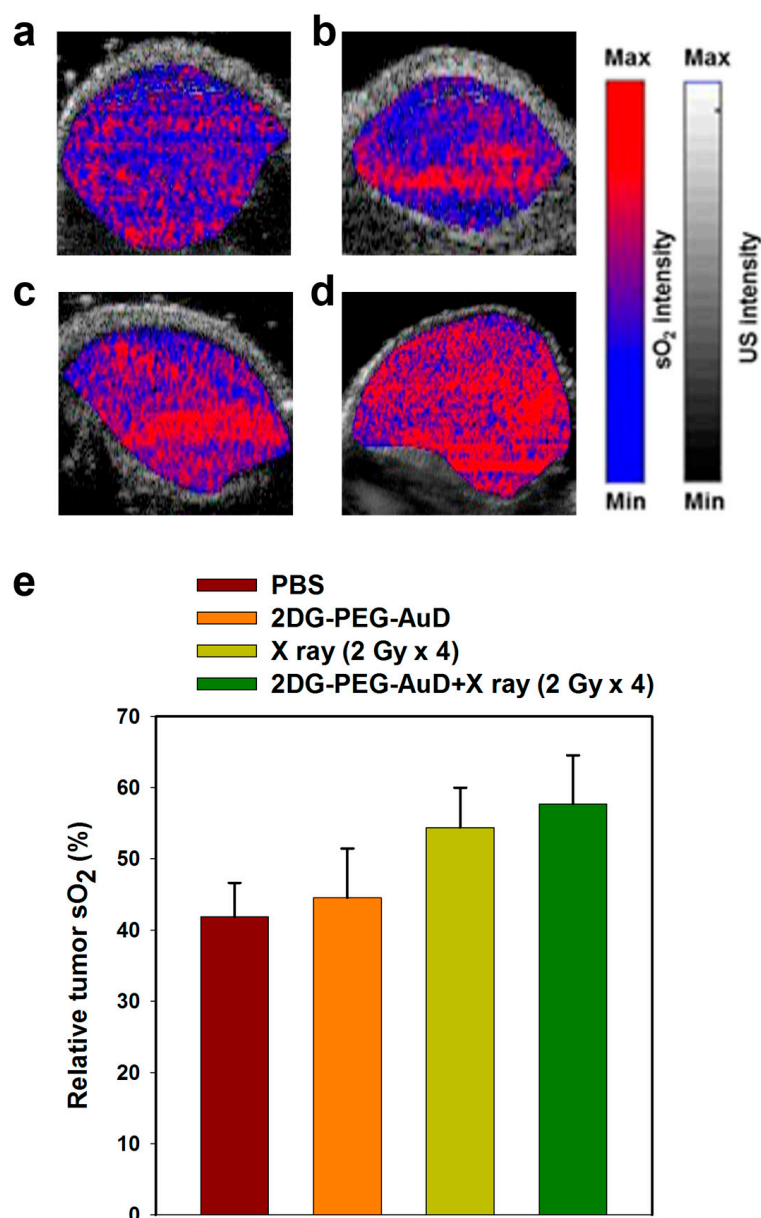 a
b
Max
Max
sO₂ intensity
US intensity
c
d
Min
Min
e
PBS
2DG-PEG-AuD
X ray (2 Gy x 4)
2DG-PEG-AuD+X ray (2 Gy x 4)
Relative tumor sO₂ (%)
70
60
50
40
30
20
10
0